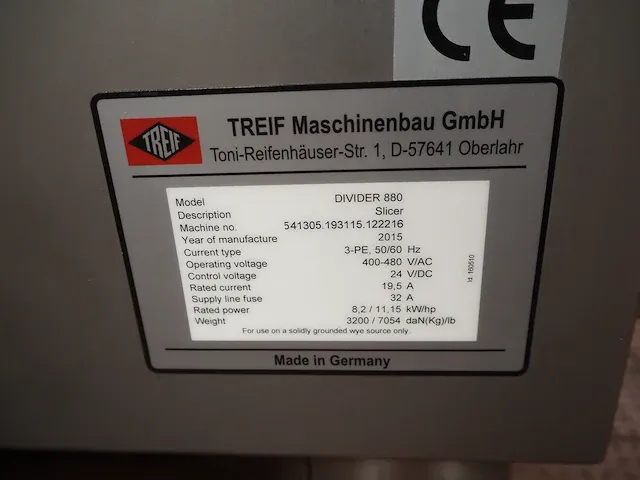 CE
TREIF
TREIF Maschinenbau GmbH
Toni-Reifenhäuser-Str. 1, D-57641 Oberlahr
Model DIVIDER 880
Description Slicer
Machine no. 541305.193115.122216
Year of manufacture 2015
Current type 3-PE, 50/60 Hz
Operating voltage 400-480 V/AC
Control voltage 24 V/DC
Rated current 19,5 A
Supply line fuse 32 A
Rated power 8,2 / 11,15 kW/hp
Weight 3200 / 7054 daN(Kg)/lb
For use on a solidly grounded wye source only
id. 160510
Made in Germany